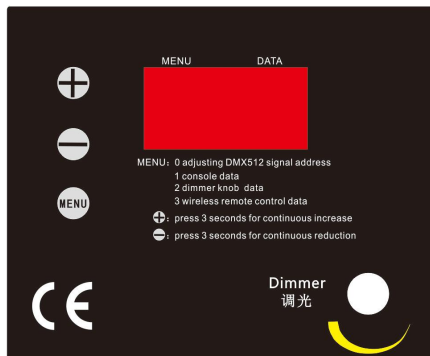 MENU DATA
MENU: 0 adjusting DMX512 signal address
1 console data
2 dimmer knob data
3 wireless remote control data
+: press 3 seconds for continuous increase
−: press 3 seconds for continuous reduction
MENU
CE
Dimmer
调光